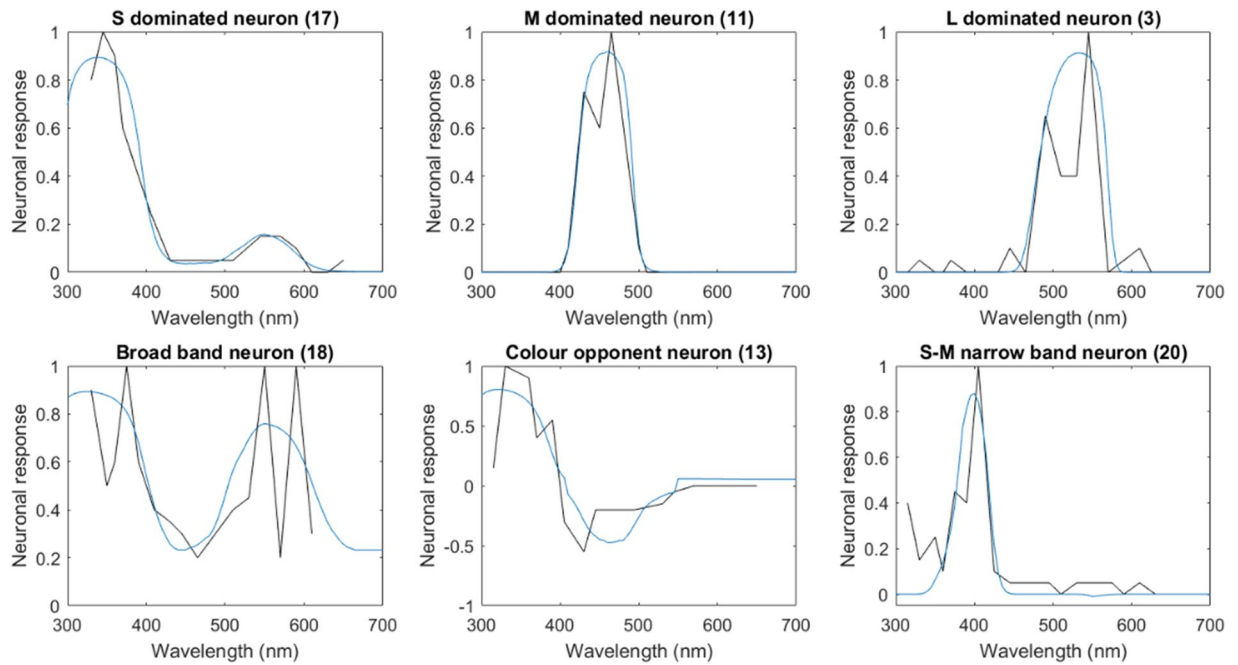 S dominated neuron (17)
Neuronal response
1
0.8
0.6
0.4
0.2
0
300 400 500 600 700
Wavelength (nm)
M dominated neuron (11)
Neuronal response
1
0.8
0.6
0.4
0.2
0
300 400 500 600 700
Wavelength (nm)
L dominated neuron (3)
Neuronal response
1
0.8
0.6
0.4
0.2
0
300 400 500 600 700
Wavelength (nm)
Broad band neuron (18)
Neuronal response
1
0.8
0.6
0.4
0.2
0
300 400 500 600 700
Wavelength (nm)
Colour opponent neuron (13)
Neuronal response
1
0.5
0
-0.5
-1
300 400 500 600 700
Wavelength (nm)
S-M narrow band neuron (20)
Neuronal response
1
0.8
0.6
0.4
0.2
0
300 400 500 600 700
Wavelength (nm)